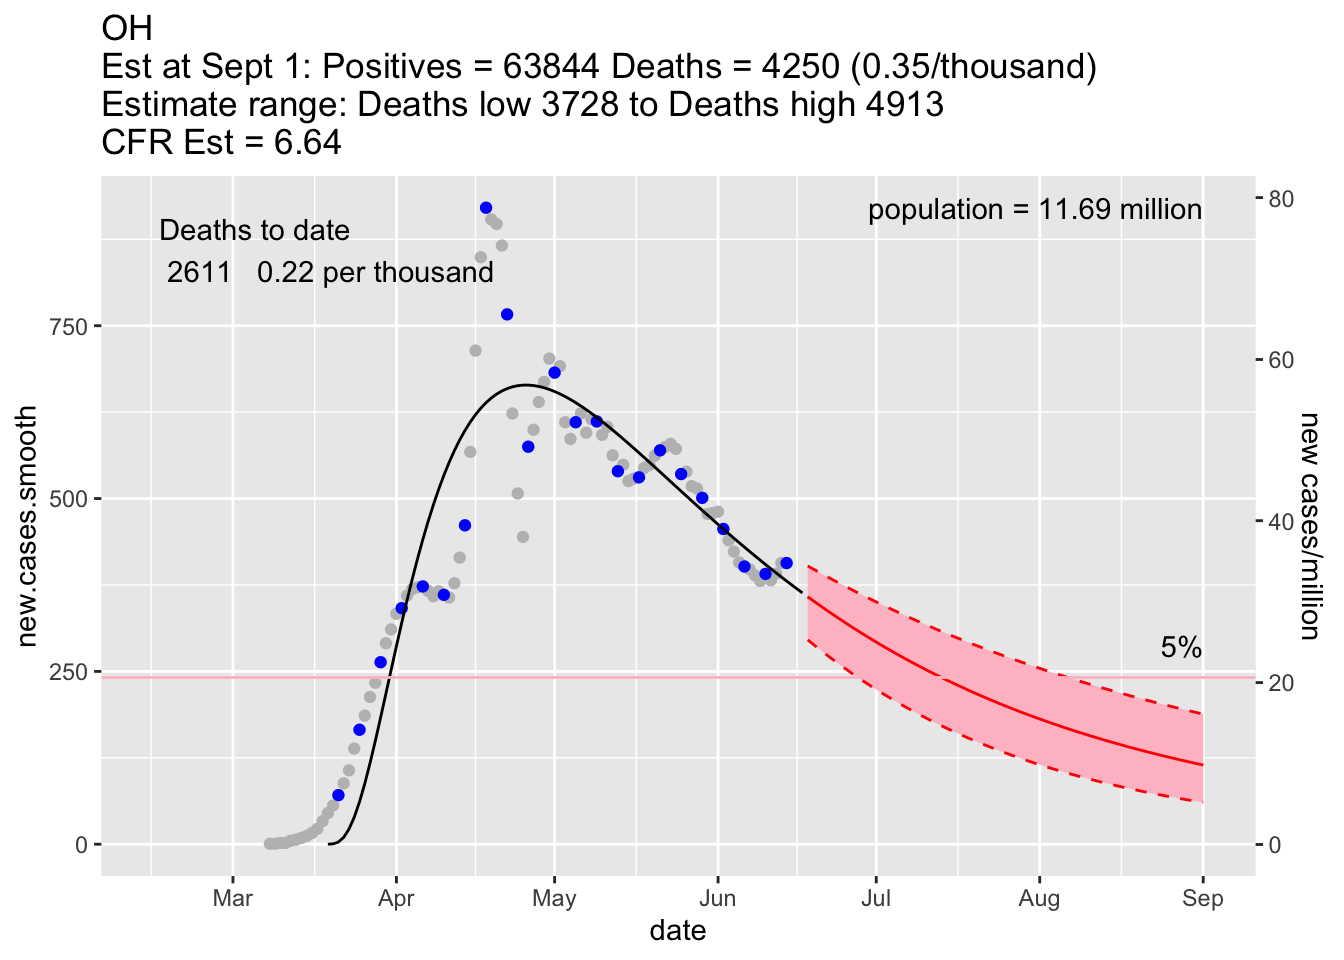 OH
Est at Sept 1: Positives = 63844 Deaths = 4250 (0.35/thousand)
Estimate range: Deaths low 3728 to Deaths high 4913
CFR Est = 6.64
Deaths to date
2611 0.22 per thousand
population = 11.69 million
5%
new.cases.smooth
750
500
250
0
80
60
40
20
0
new cases/million
Mar Apr May Jun Jul Aug Sep
date